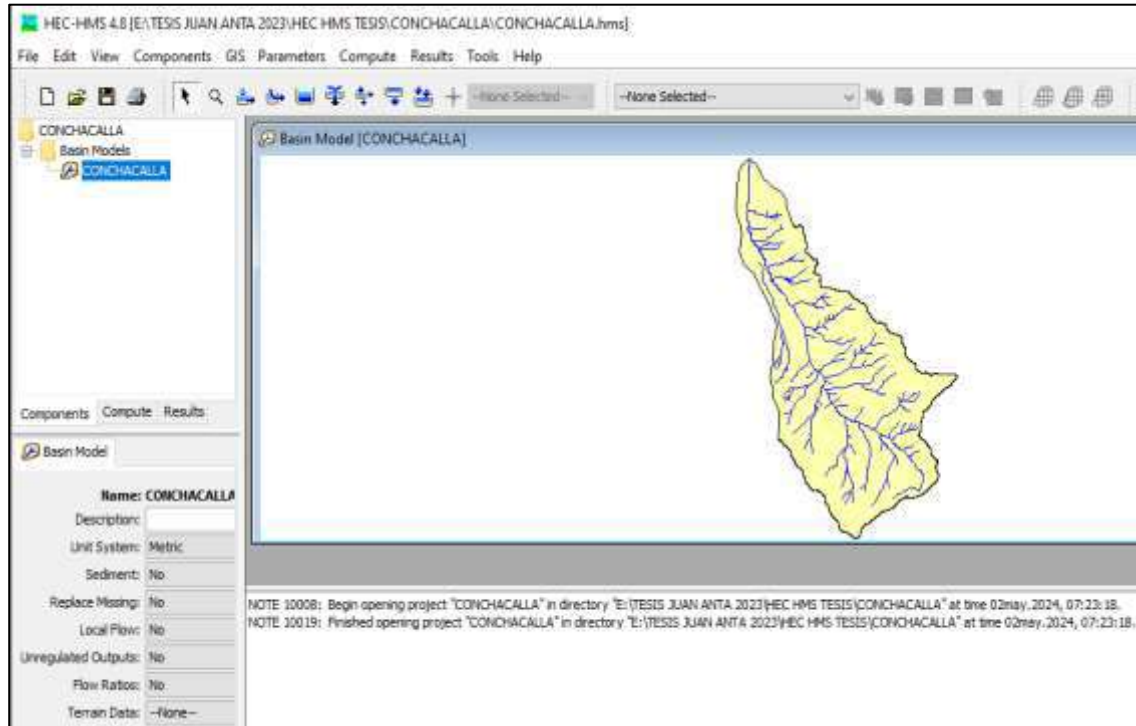 HEC-HMS 4.8 [E:\TESIS JUAN ANTA 2023\HEC HMS TESIS\CONCHACALLA\CONCHACALLA.hms]
File Edit View Components GIS Parameters Compute Results Tools Help
--None Selected-- --None Selected--
CONCHACALLA
Basin Models
CONCHACALLA
Basin Model [CONCHACALLA]
Components Compute Results
Basin Model
Name: CONCHACALLA
Description:
Unit System: Metric
Sediment: No
Replace Missing: No
Local Flow: No
Unregulated Outputs: No
Flow Ratios: No
Terrain Data: --None--
NOTE 10008: Begin opening project "CONCHACALLA" in directory "E:\TESIS JUAN ANTA 2023\HEC HMS TESIS\CONCHACALLA" at time 02may.2024, 07:23:18.
NOTE 10019: Finished opening project "CONCHACALLA" in directory "E:\TESIS JUAN ANTA 2023\HEC HMS TESIS\CONCHACALLA" at time 02may.2024, 07:23:18.